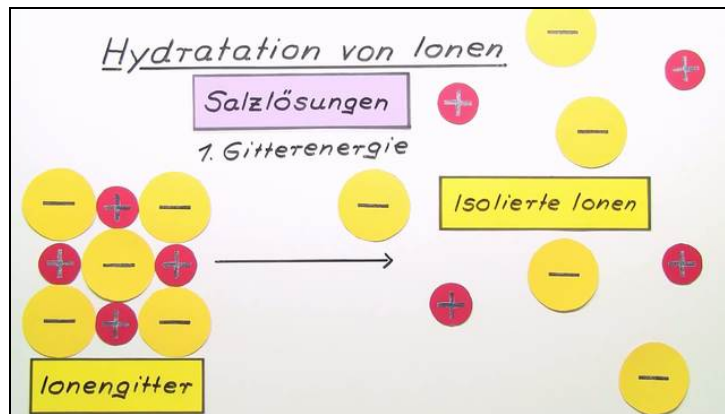 Hydratation von Ionen
Salzlösungen
1. Gitterenergie
Isolierte Ionen
Ionengitter